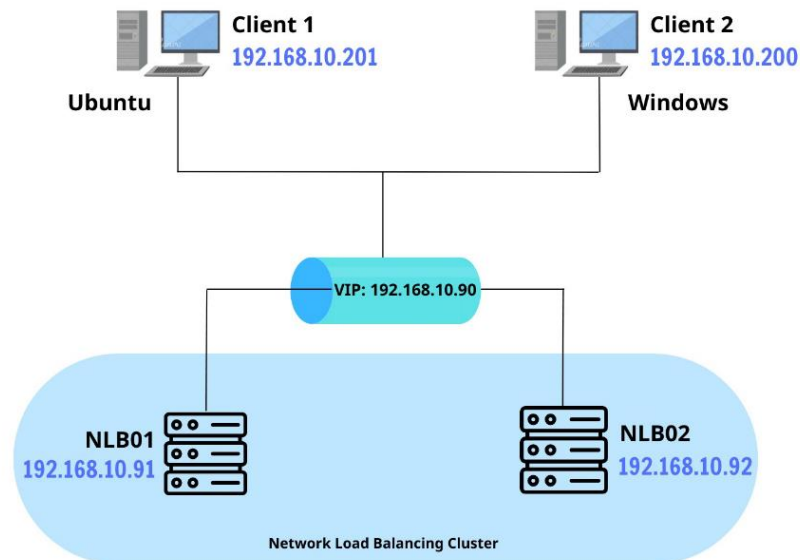 Client 1
192.168.10.201
Ubuntu
Client 2
192.168.10.200
Windows
VIP: 192.168.10.90
NLB01
192.168.10.91
NLB02
192.168.10.92
Network Load Balancing Cluster